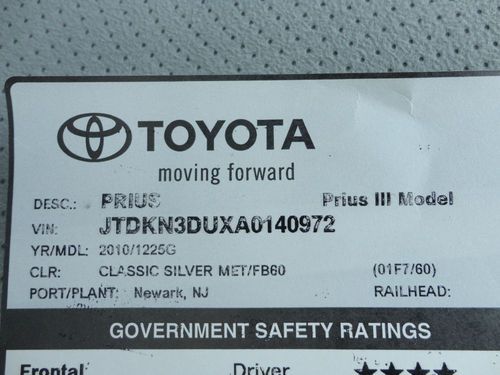 TOYOTA
moving forward
DESC.: PRIUS Prius III Model
VIN: JTDKN3DUXA0140972
YR/MDL: 2010/1225G
CLR: CLASSIC SILVER MET/FB60 (01F7/60)
PORT/PLANT: Newark, NJ RAILHEAD:
GOVERNMENT SAFETY RATINGS
Frontal Driver ★★★★